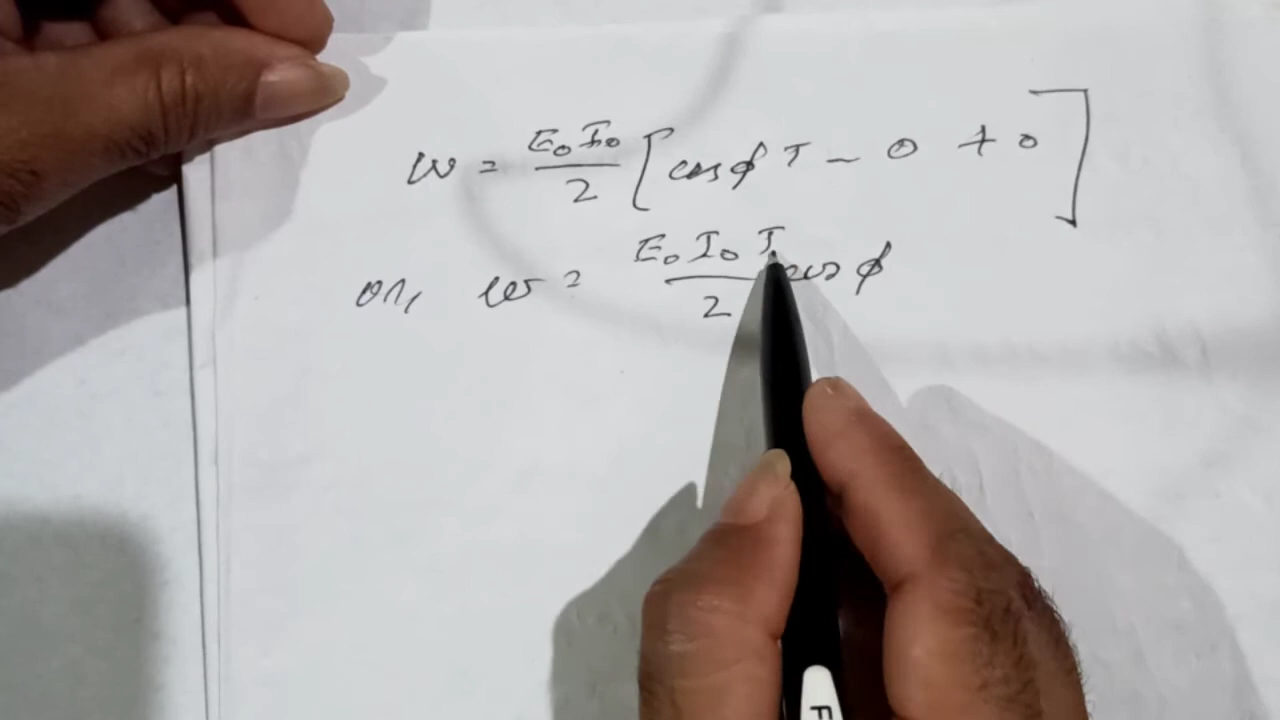 W = E₀I₀/2 [cosϕ T - 0 + 0]
or, W = E₀I₀T/2 cosϕ
F